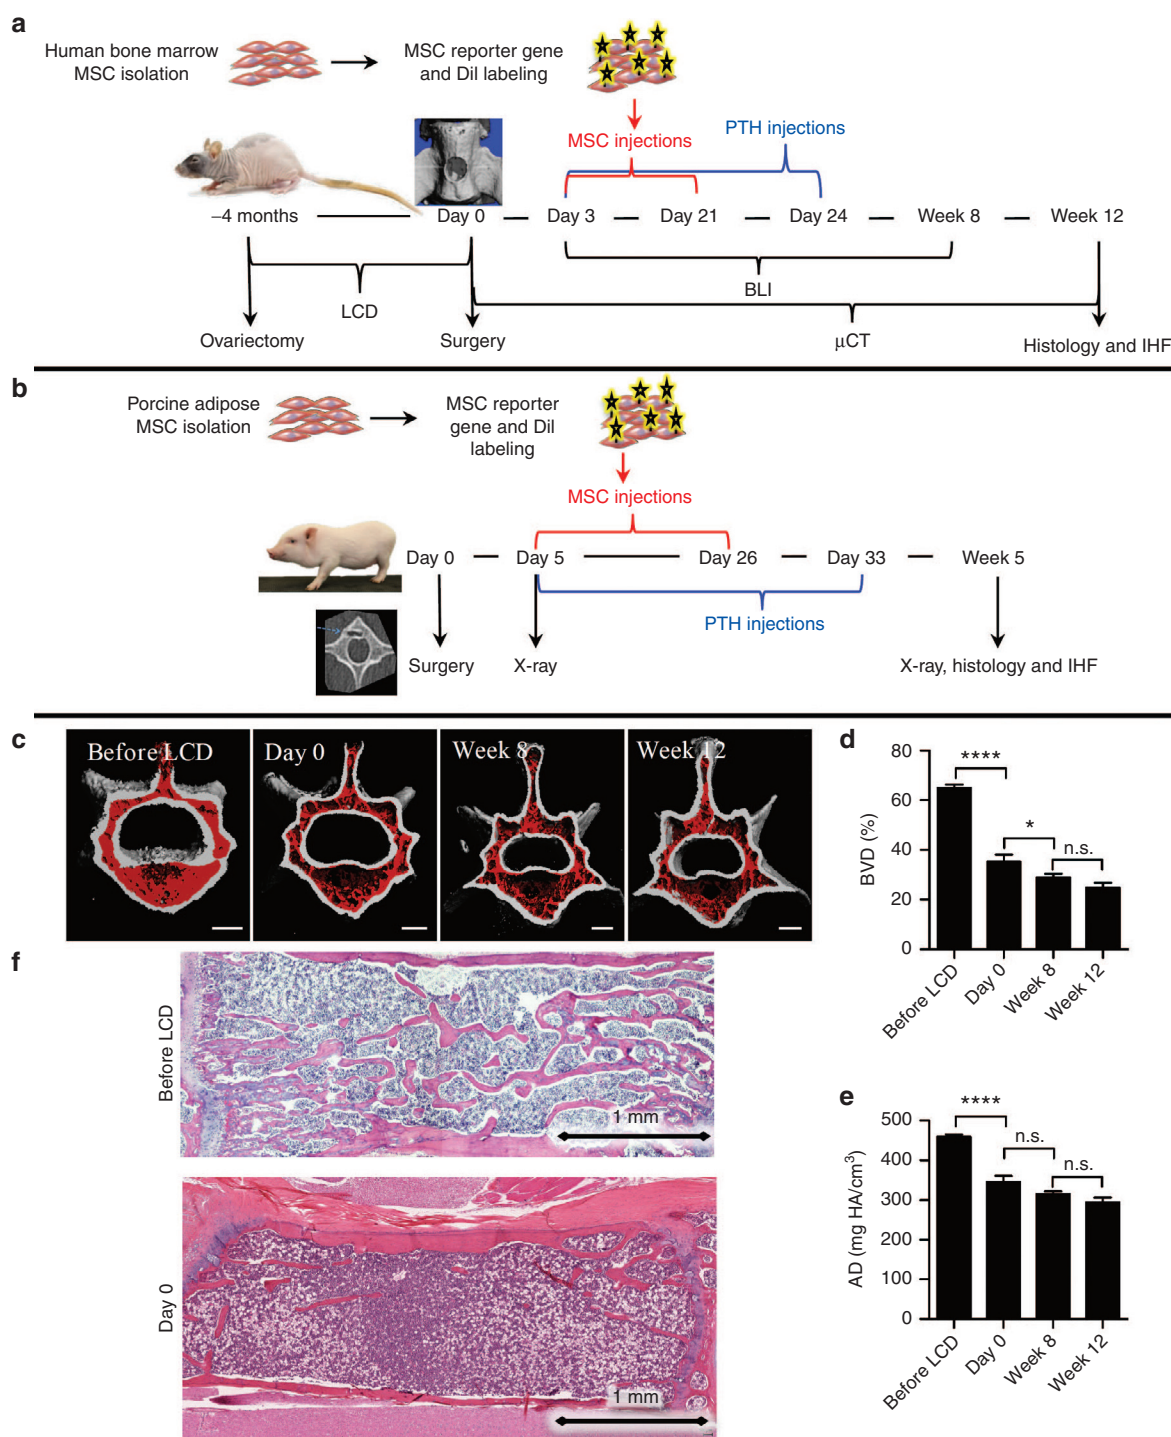 a
Human bone marrow
MSC isolation
MSC reporter gene
and Dil labeling
MSC injections
PTH injections
–4 months
Day 0
Day 3
Day 21
Day 24
Week 8
Week 12
LCD
BLI
Ovariectomy
Surgery
μCT
Histology and IHF
b
Porcine adipose
MSC isolation
MSC reporter
gene and Dil
labeling
MSC injections
Day 0
Day 5
Day 26
Day 33
Week 5
PTH injections
Surgery
X-ray
X-ray, histology and IHF
c
Before LCD
Day 0
Week 8
Week 12
d
BVD (%)
80
60
40
20
0
****
*
n.s.
Before LCD
Day 0
Week 8
Week 12
f
Before LCD
1 mm
Day 0
1 mm
e
AD (mg HA/cm³)
500
400
300
200
100
0
****
n.s.
n.s.
Before LCD
Day 0
Week 8
Week 12